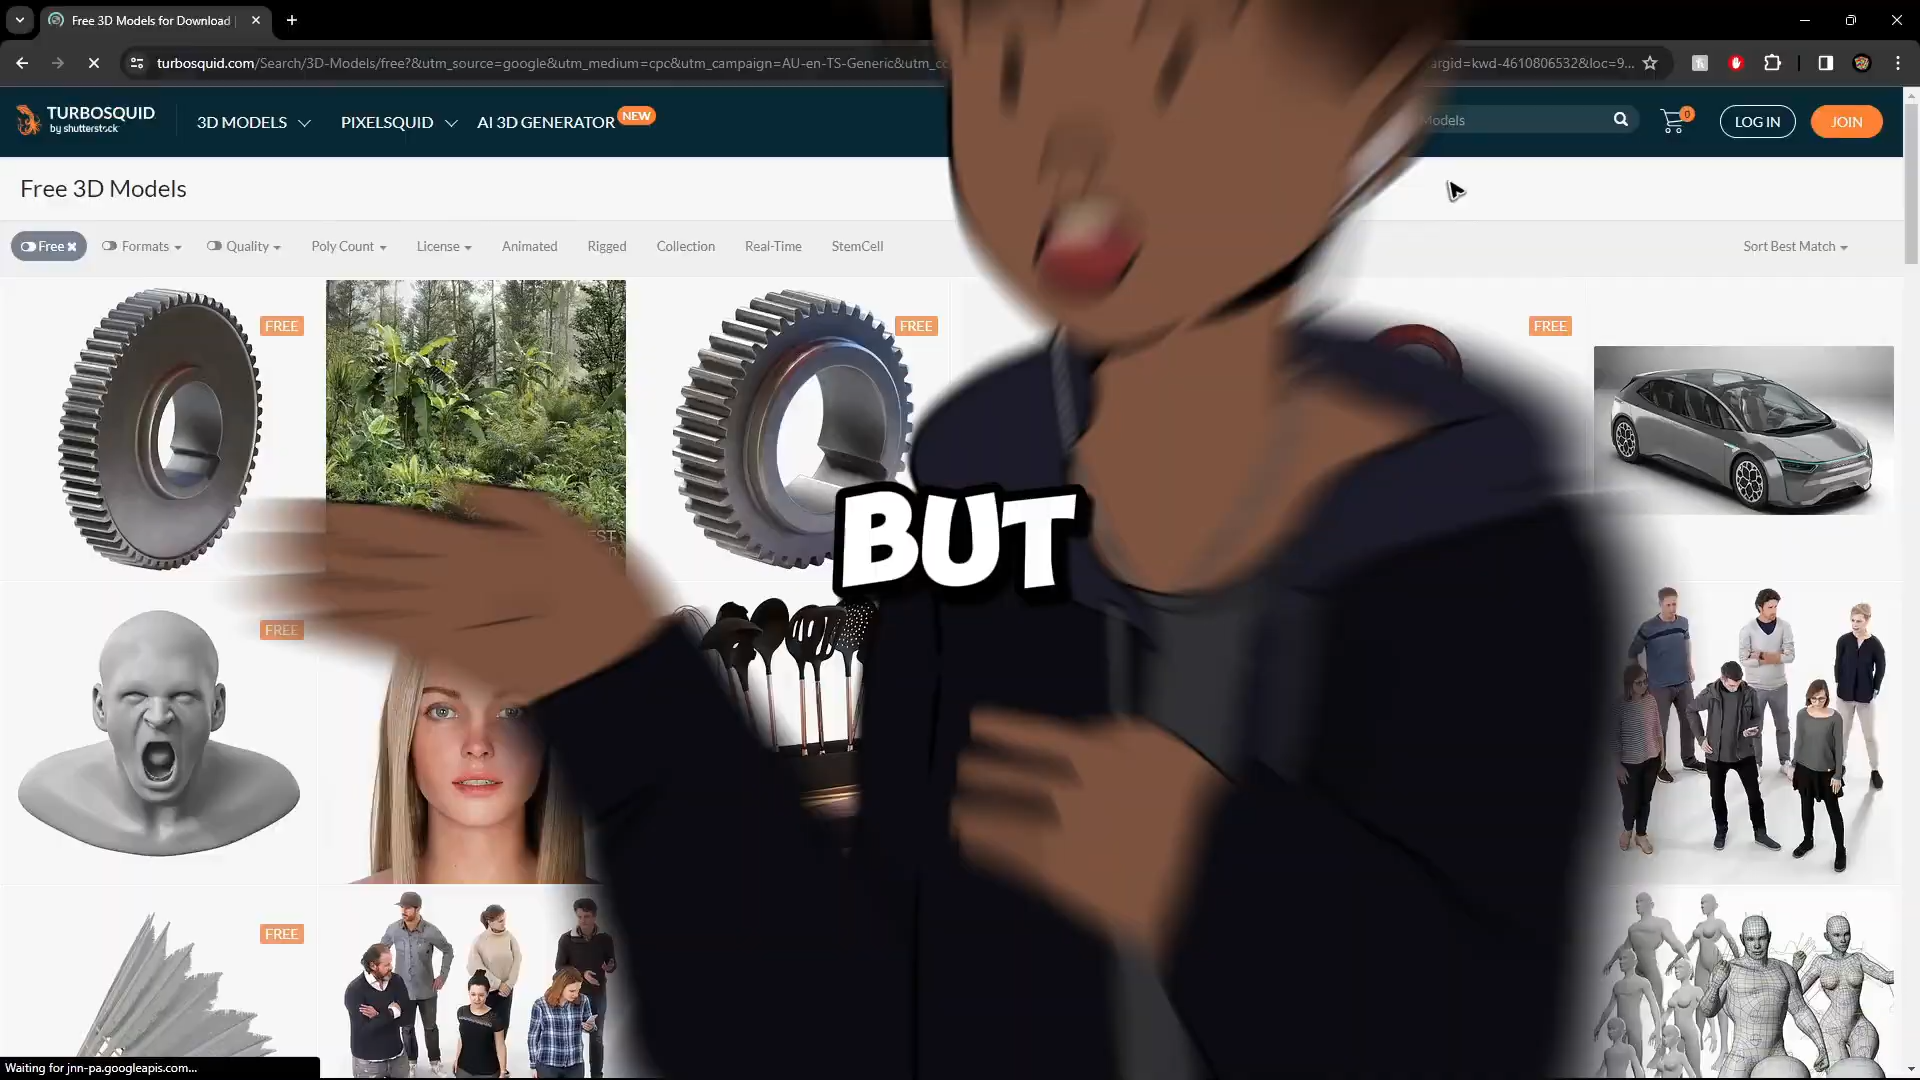 Free 3D Models for Download
turbosquid.com/Search/3D-Models/free?&utm_source=google&utm_medium=cpc&utm_campaign=AU-en-TS-Generic&utm_cc
argid=kwd-4610806532&loc=9...
TURBOSQUID
by shutterstock
3D MODELS
PIXELSQUID
AI 3D GENERATOR
NEW
Models
0
LOG IN
JOIN
Free 3D Models
Free
Formats
Quality
Poly Count
License
Animated
Rigged
Collection
Real-Time
StemCell
Sort Best Match
FREE
FREE
FREE
BUT
FREE
FREE
Waiting for jnn-pa.googleapis.com...